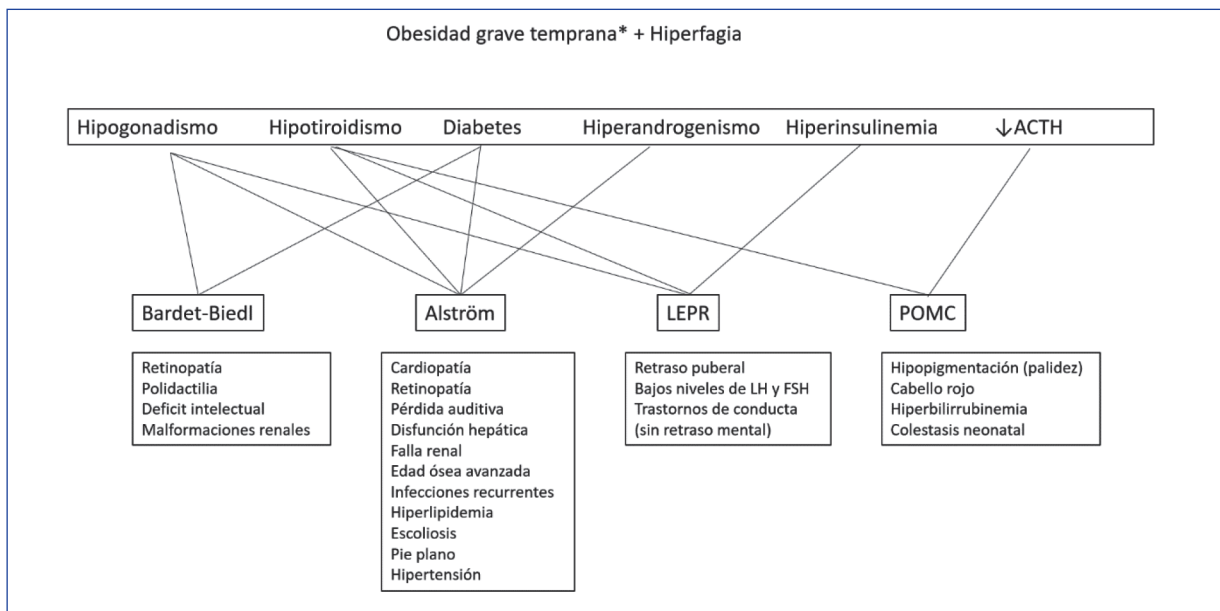 Obesidad grave temprana* + Hiperfagia
Hipogonadismo Hipotiroidismo Diabetes Hiperandrogenismo Hiperinsulinemia ↓ACTH
Bardet-Biedl
Retinopatía
Polidactilia
Deficit intelectual
Malformaciones renales
Alström
Cardiopatía
Retinopatía
Pérdida auditiva
Disfunción hepática
Falla renal
Edad ósea avanzada
Infecciones recurrentes
Hiperlipidemia
Escoliosis
Pie plano
Hipertensión
LEPR
Retraso puberal
Bajos niveles de LH y FSH
Trastornos de conducta
(sin retraso mental)
POMC
Hipopigmentación (palidez)
Cabello rojo
Hiperbilirrubinemia
Colestasis neonatal